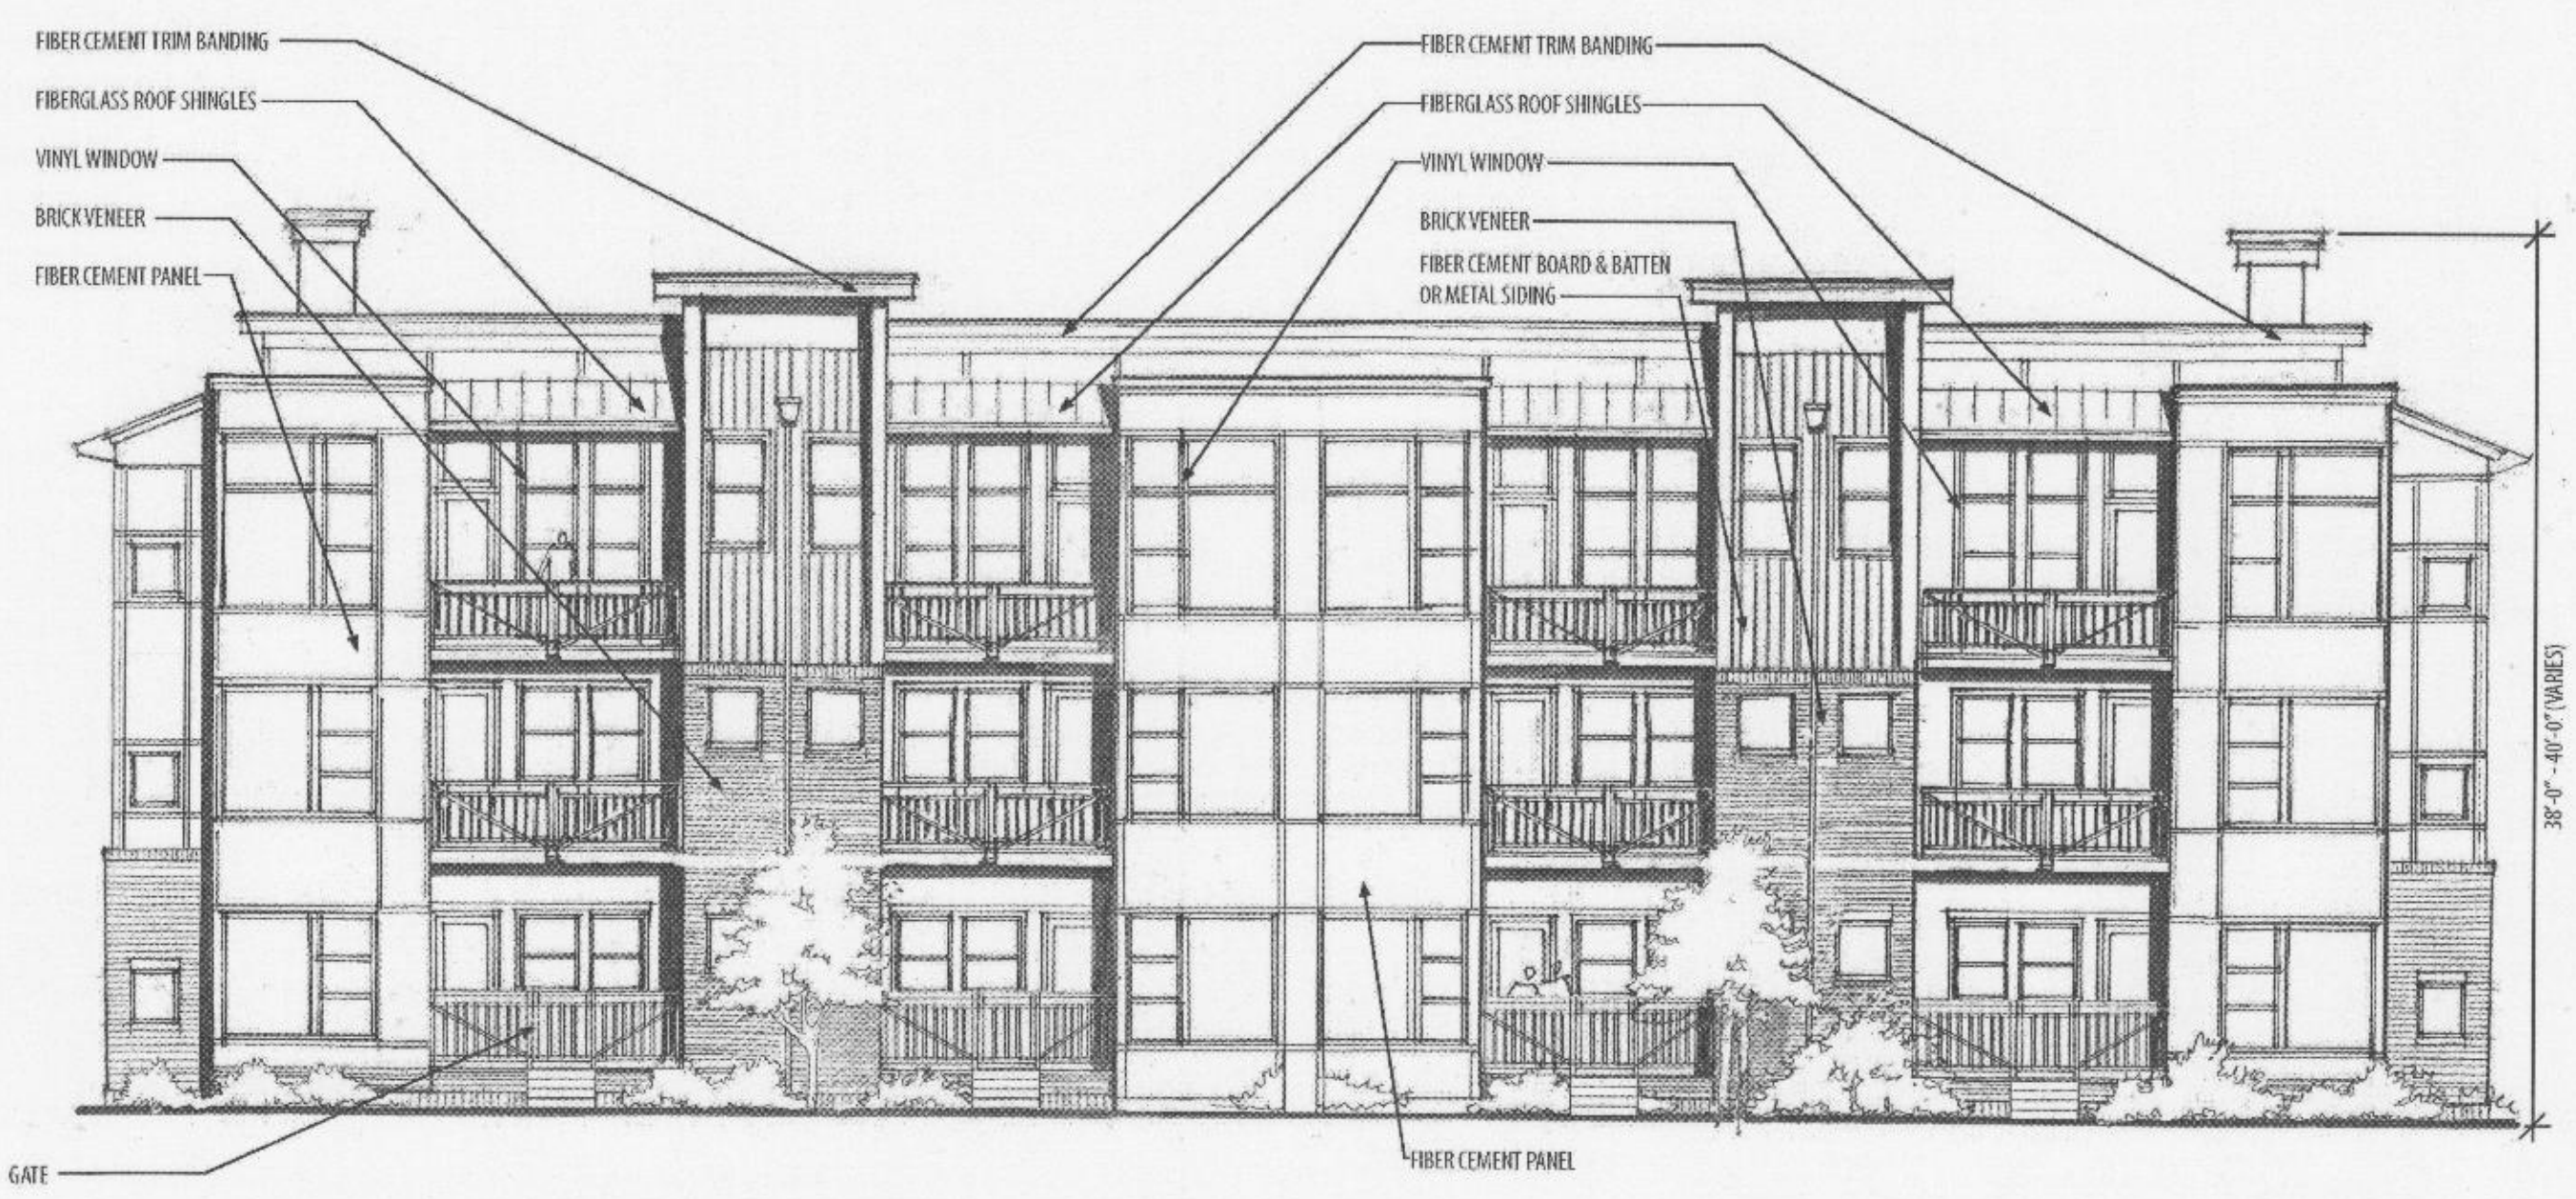 FIBER CEMENT TRIM BANDING
FIBERGLASS ROOF SHINGLES
VINYL WINDOW
BRICK VENEER
FIBER CEMENT PANEL
FIBER CEMENT TRIM BANDING
FIBERGLASS ROOF SHINGLES
VINYL WINDOW
BRICK VENEER
FIBER CEMENT BOARD & BATTEN
OR METAL SIDING
38'-0" - 40'-0" (VARIES)
GATE
FIBER CEMENT PANEL